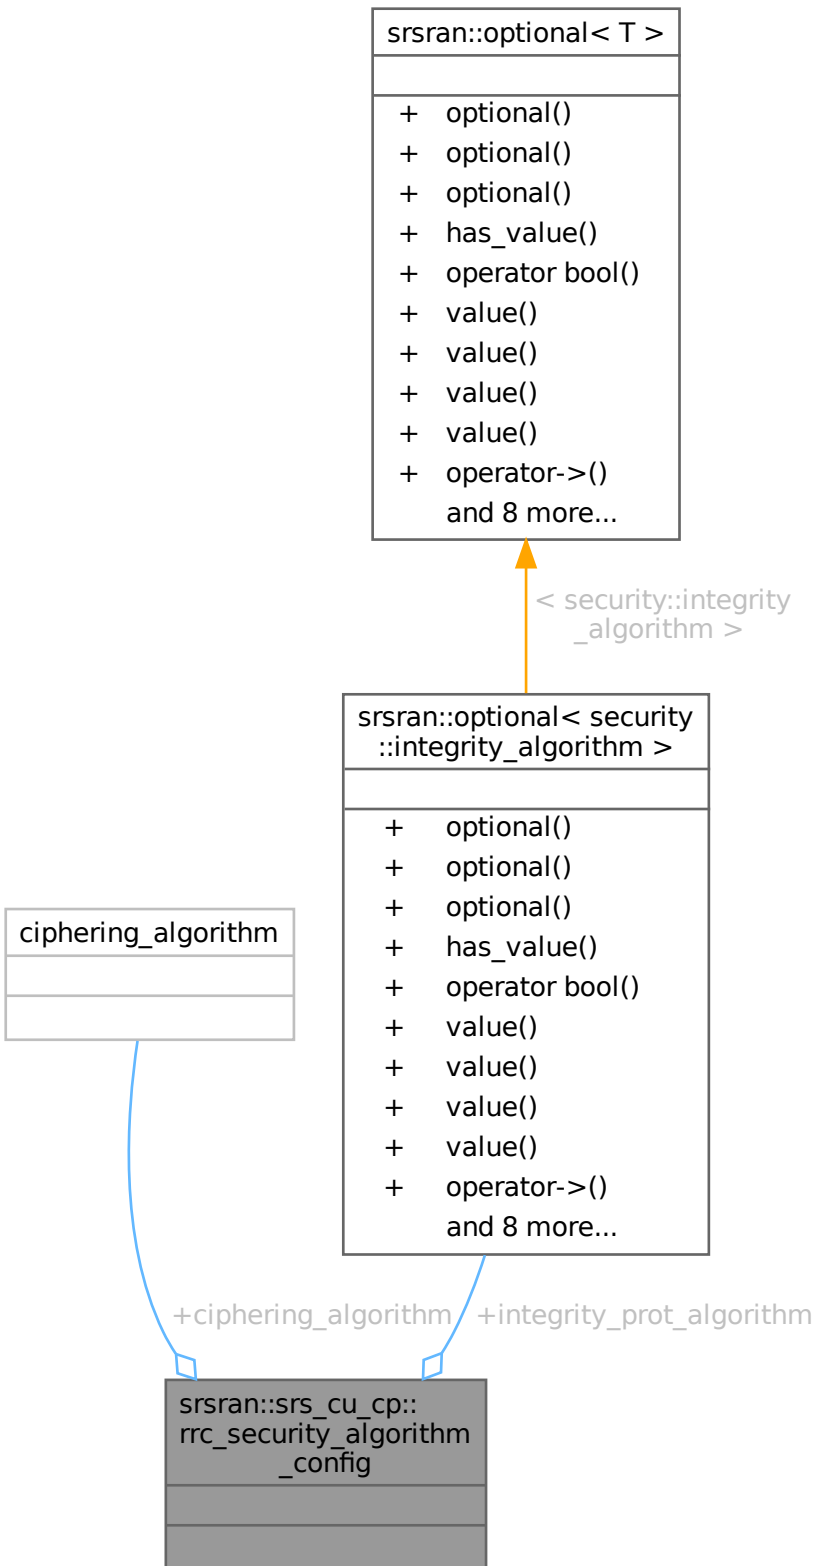 srsran::optional< T >
+ optional()
+ optional()
+ optional()
+ has_value()
+ operator bool()
+ value()
+ value()
+ value()
+ value()
+ operator->()
and 8 more...
< security::integrity
_algorithm >
srsran::optional< security
::integrity_algorithm >
+ optional()
+ optional()
+ optional()
+ has_value()
+ operator bool()
+ value()
+ value()
+ value()
+ value()
+ operator->()
and 8 more...
ciphering_algorithm
+ciphering_algorithm
+integrity_prot_algorithm
srsran::srs_cu_cp::
rrc_security_algorithm
_config